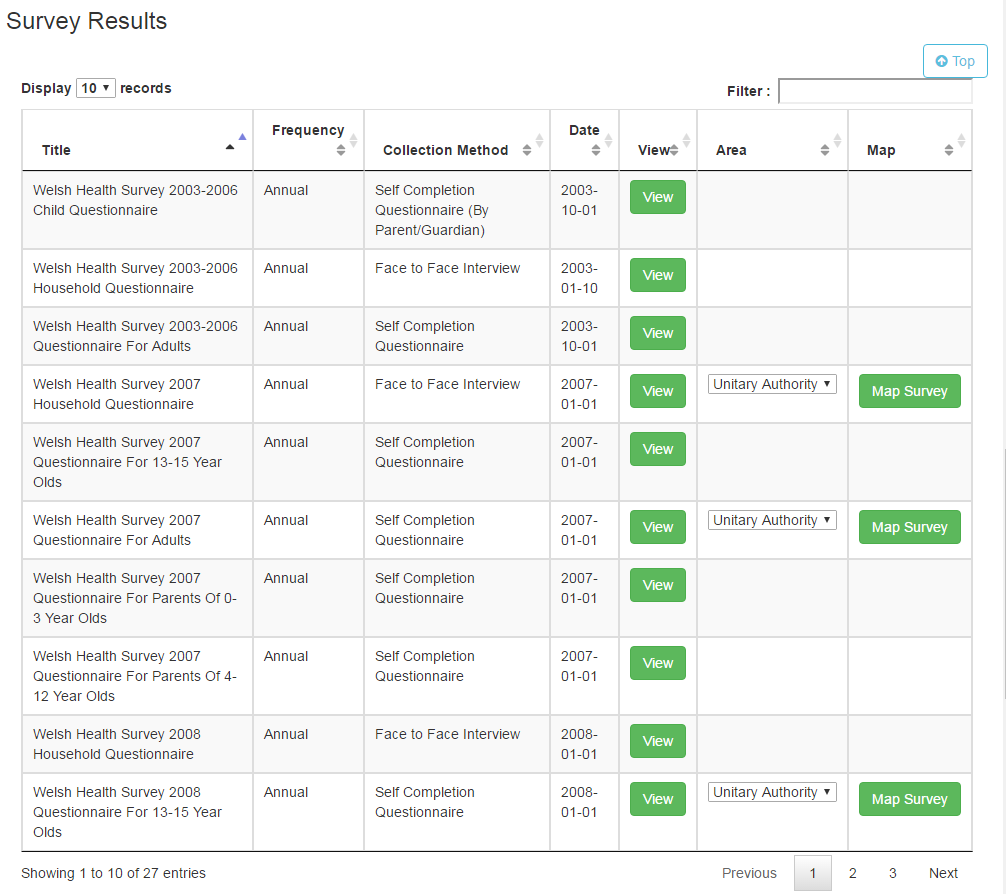 Survey Results
Top
Display 10 records
Filter :
Title Frequency Collection Method Date View Area Map
Welsh Health Survey 2003-2006
Child Questionnaire
Annual
Self Completion
Questionnaire (By
Parent/Guardian)
2003-
10-01
View
Welsh Health Survey 2003-2006
Household Questionnaire
Annual
Face to Face Interview
2003-
01-10
View
Welsh Health Survey 2003-2006
Questionnaire For Adults
Annual
Self Completion
Questionnaire
2003-
10-01
View
Welsh Health Survey 2007
Household Questionnaire
Annual
Face to Face Interview
2007-
01-01
View
Unitary Authority
Map Survey
Welsh Health Survey 2007
Questionnaire For 13-15 Year
Olds
Annual
Self Completion
Questionnaire
2007-
01-01
View
Welsh Health Survey 2007
Questionnaire For Adults
Annual
Self Completion
Questionnaire
2007-
01-01
View
Unitary Authority
Map Survey
Welsh Health Survey 2007
Questionnaire For Parents Of 0-
3 Year Olds
Annual
Self Completion
Questionnaire
2007-
01-01
View
Welsh Health Survey 2007
Questionnaire For Parents Of 4-
12 Year Olds
Annual
Self Completion
Questionnaire
2007-
01-01
View
Welsh Health Survey 2008
Household Questionnaire
Annual
Face to Face Interview
2008-
01-01
View
Welsh Health Survey 2008
Questionnaire For 13-15 Year
Olds
Annual
Self Completion
Questionnaire
2008-
01-01
View
Unitary Authority
Map Survey
Showing 1 to 10 of 27 entries
Previous 1 2 3 Next